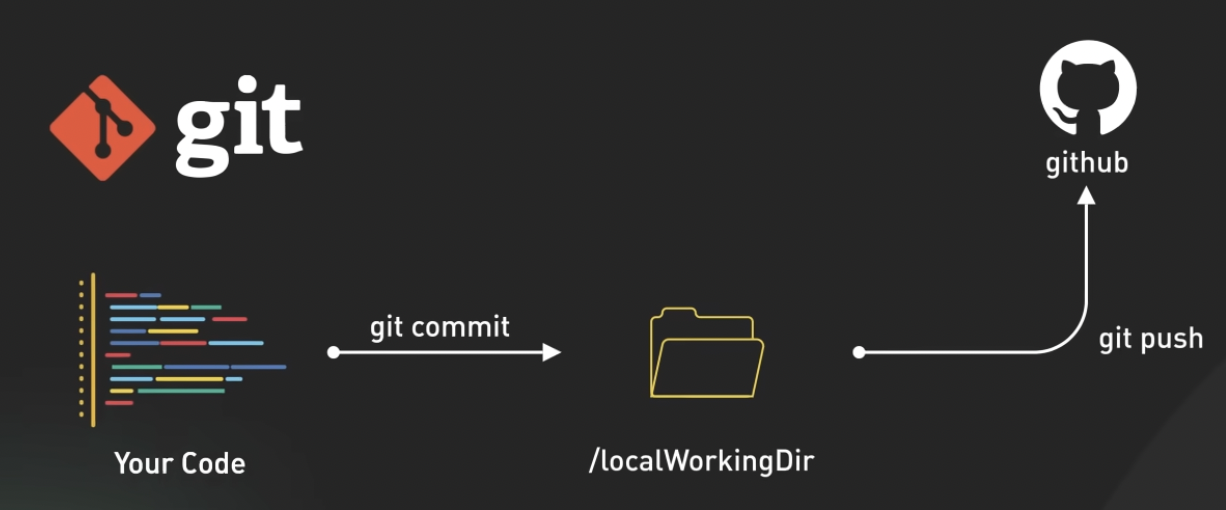 git
github
git commit
git push
Your Code
/localWorkingDir